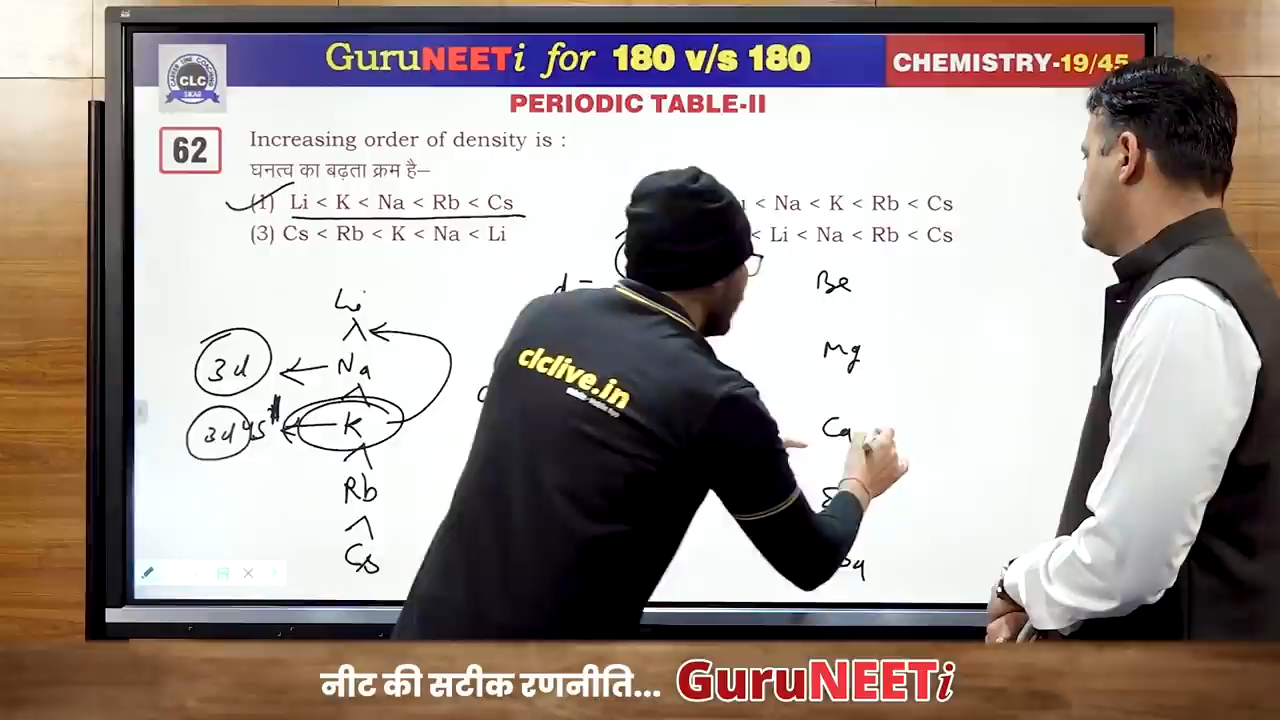 GuruNEETi for 180 v/s 180
CHEMISTRY-19/45
CLC
SIKAR
PERIODIC TABLE-II
62
Increasing order of density is :
घनत्व का बढ़ता क्रम है–
(1) Li < K < Na < Rb < Cs
< Na < K < Rb < Cs
(3) Cs < Rb < K < Na < Li
< Li < Na < Rb < Cs
d =
Be
Li
3d
Na
Mg
3d 4s
K
Ca
Rb
Cs
clclive.in
नीट की सटीक रणनीति...
GuruNEETi